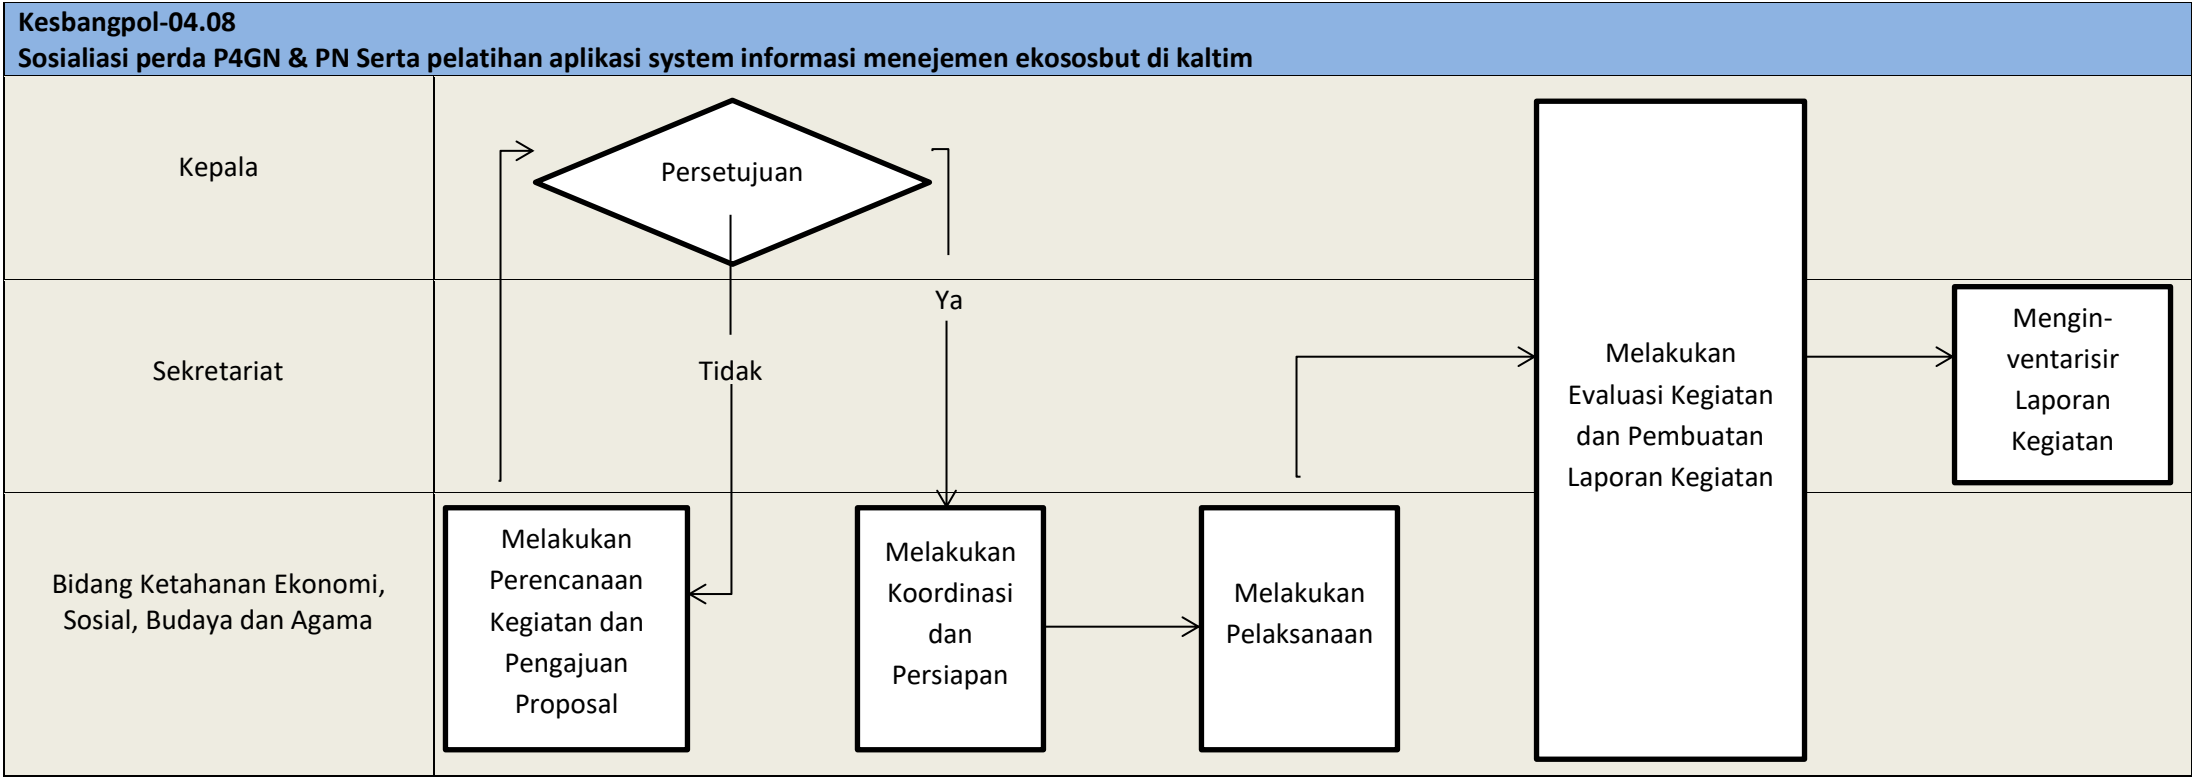 Kesbangpol-04.08
Sosialiasi perda P4GN & PN Serta pelatihan aplikasi system informasi menejemen ekososbut di kaltim
Kepala
Persetujuan
Ya
Sekretariat
Tidak
Melakukan
Evaluasi Kegiatan
dan Pembuatan
Laporan Kegiatan
Mengin-
ventarisir
Laporan
Kegiatan
Bidang Ketahanan Ekonomi,
Sosial, Budaya dan Agama
Melakukan
Perencanaan
Kegiatan dan
Pengajuan
Proposal
Melakukan
Koordinasi
dan
Persiapan
Melakukan
Pelaksanaan